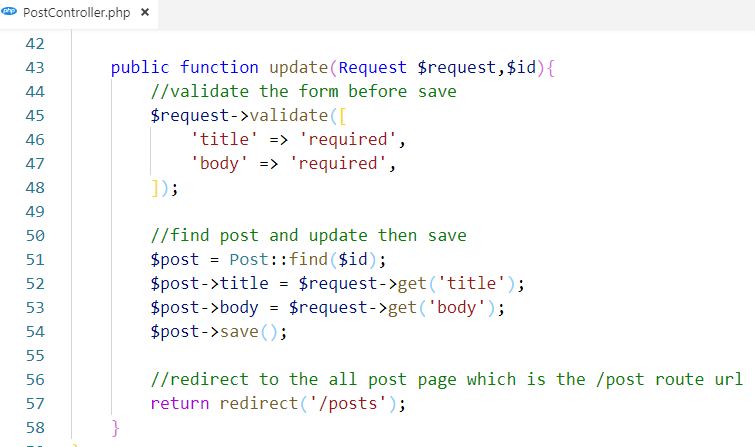 php PostController.php ×
42
43 public function update(Request $request,$id){
44 //validate the form before save
45 $request->validate([
46 'title' => 'required',
47 'body' => 'required',
48 ]);
49
50 //find post and update then save
51 $post = Post::find($id);
52 $post->title = $request->get('title');
53 $post->body = $request->get('body');
54 $post->save();
55
56 //redirect to the all post page which is the /post route url
57 return redirect('/posts');
58 }